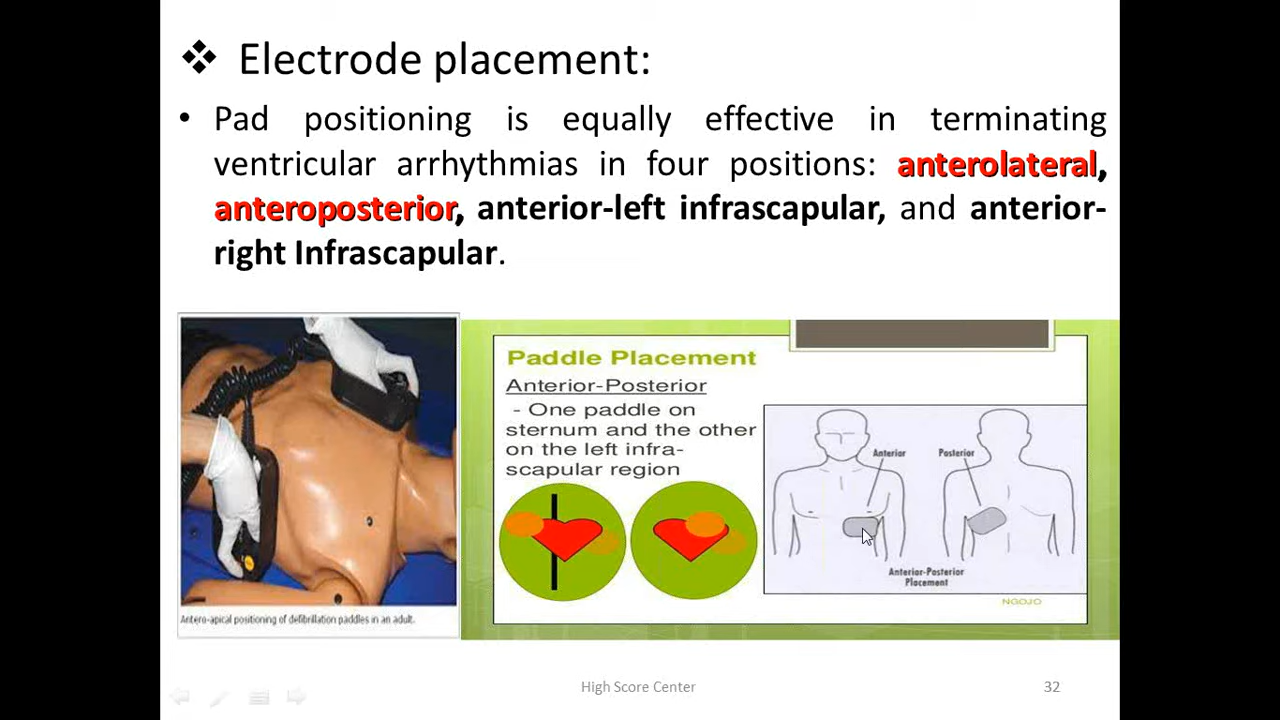 Electrode placement:
Pad positioning is equally effective in terminating
ventricular arrhythmias in four positions: anterolateral,
anteroposterior, anterior-left infrascapular, and anterior-
right Infrascapular.
Antero-apical positioning of defibrillation paddles in an adult.
Paddle Placement
Anterior-Posterior
- One paddle on
sternum and the other
on the left infra-
scapular region
Anterior
Posterior
Anterior-Posterior
Placement
NGOJO
High Score Center
32